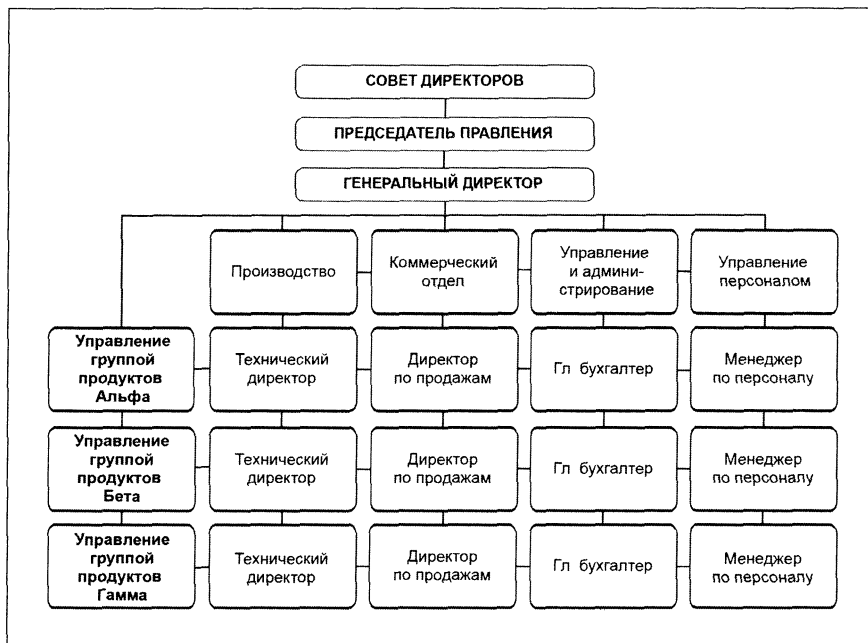 СОВЕТ ДИРЕКТОРОВ
ПРЕДСЕДАТЕЛЬ ПРАВЛЕНИЯ
ГЕНЕРАЛЬНЫЙ ДИРЕКТОР
Производство
Коммерческий
отдел
Управление
и админи-
стрирование
Управление
персоналом
Управление
группой
продуктов
Альфа
Технический
директор
Директор
по продажам
Гл бухгалтер
Менеджер
по персоналу
Управление
группой
продуктов
Бета
Технический
директор
Директор
по продажам
Гл бухгалтер
Менеджер
по персоналу
Управление
группой
продуктов
Гамма
Технический
директор
Директор
по продажам
Гл бухгалтер
Менеджер
по персоналу